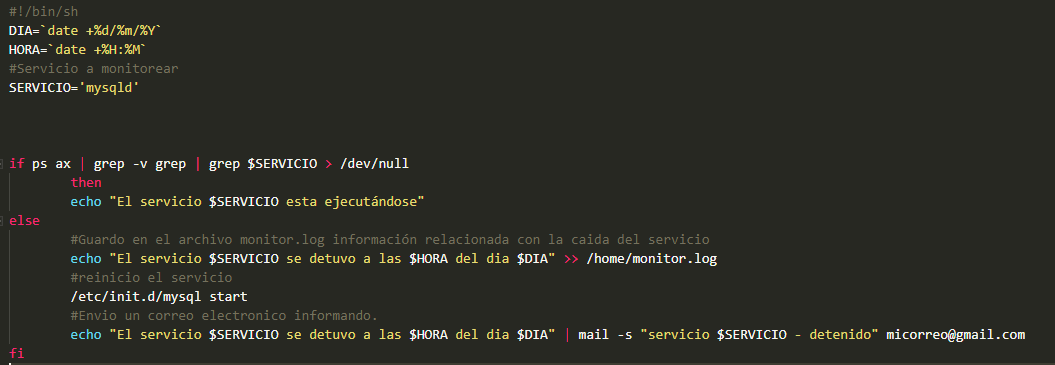 #!/bin/sh
DIA=`date +%d/%m/%Y`
HORA=`date +%H:%M`
#Servicio a monitorear
SERVICIO='mysqld'
if ps ax | grep -v grep | grep $SERVICIO > /dev/null
then
echo "El servicio $SERVICIO esta ejecutándose"
else
#Guardo en el archivo monitor.log información relacionada con la caida del servicio
echo "El servicio $SERVICIO se detuvo a las $HORA del dia $DIA" >> /home/monitor.log
#reinicio el servicio
/etc/init.d/mysql start
#Envio un correo electronico informando.
echo "El servicio $SERVICIO se detuvo a las $HORA del dia $DIA" | mail -s "servicio $SERVICIO - detenido" micorreo@gmail.com
fi